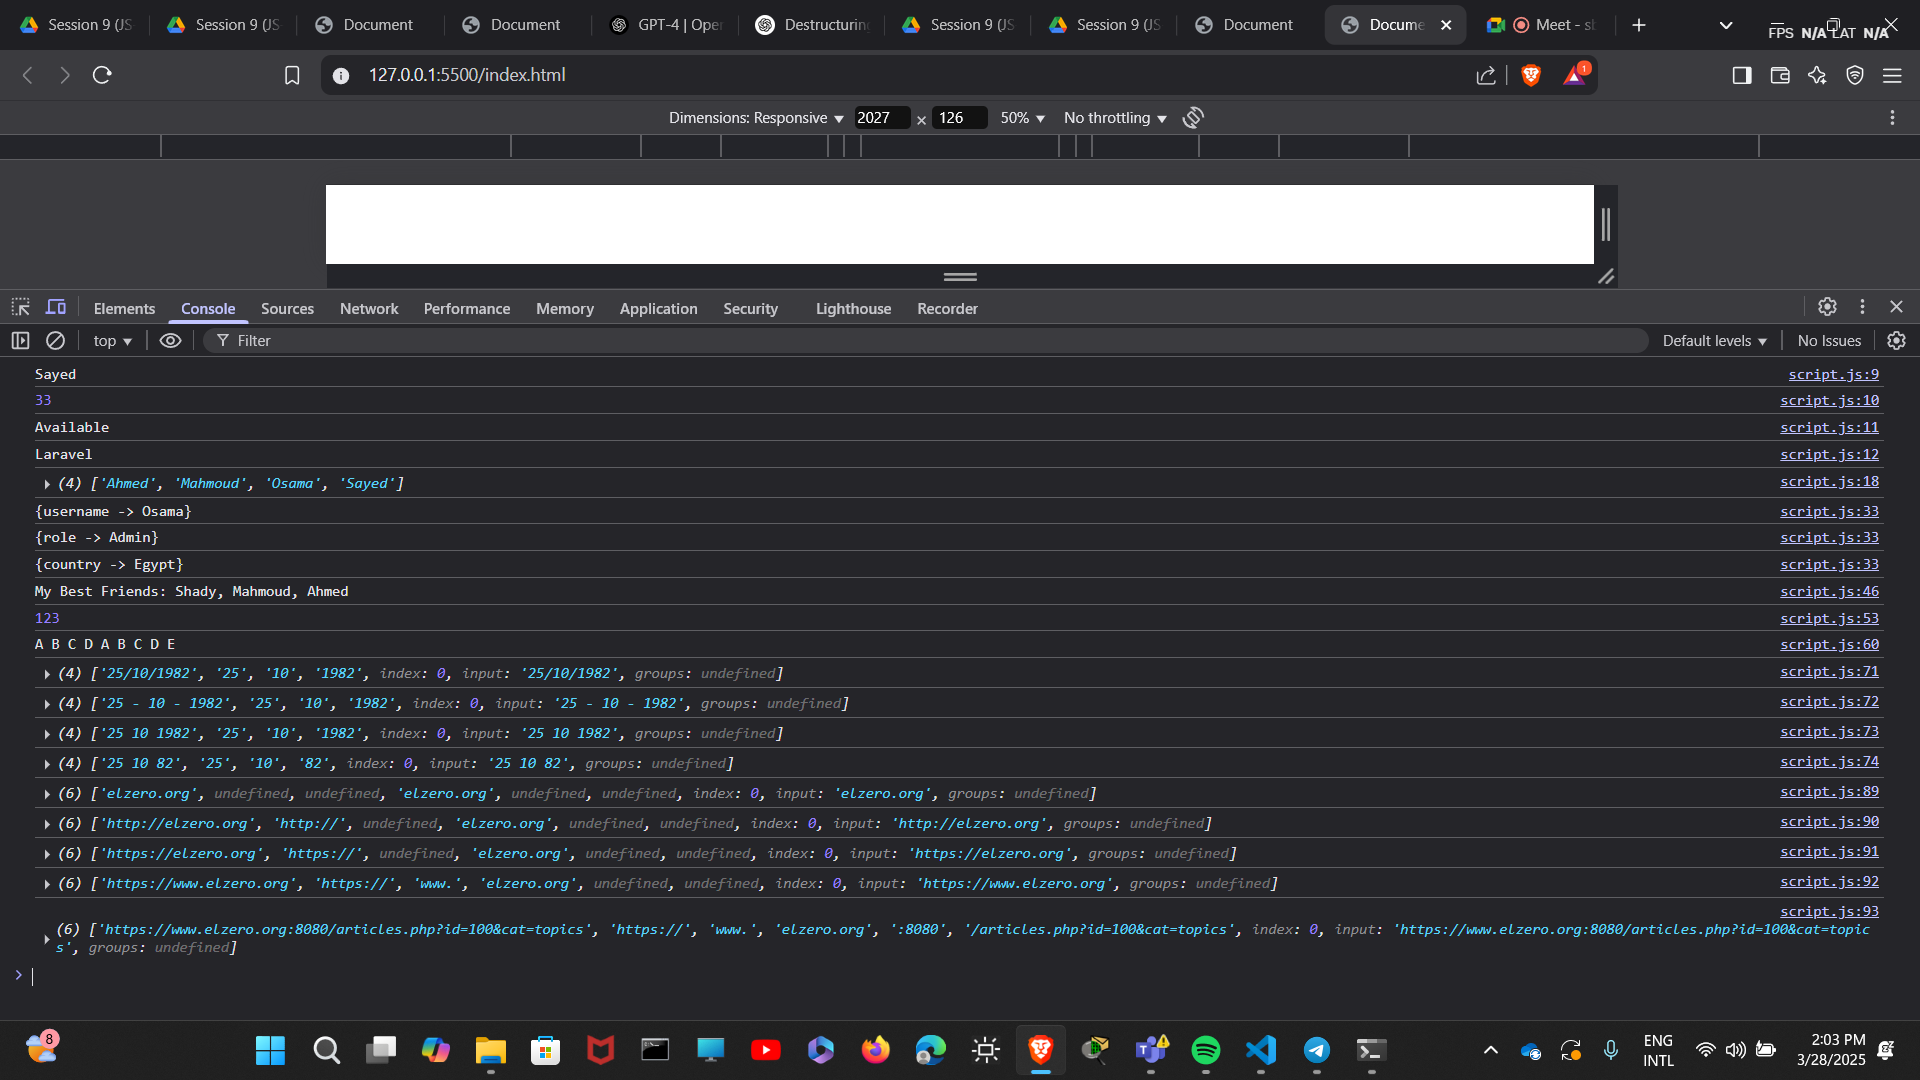 Session 9 (JS
Session 9 (JS
Document
Document
GPT-4 | Open
Destructuring
Session 9 (JS
Session 9 (JS
Document
Docume
Meet - sl
FPS N/A LAT N/A
127.0.0.1:5500/index.html
1
Dimensions: Responsive
2027
×
126
50%
No throttling
Elements
Console
Sources
Network
Performance
Memory
Application
Security
Lighthouse
Recorder
top
Filter
Default levels
No Issues
Sayed script.js:9
33 script.js:10
Available script.js:11
Laravel script.js:12
(4) ['Ahmed', 'Mahmoud', 'Osama', 'Sayed'] script.js:18
{username -> Osama} script.js:33
{role -> Admin} script.js:33
{country -> Egypt} script.js:33
My Best Friends: Shady, Mahmoud, Ahmed script.js:46
123 script.js:53
A B C D A B C D E script.js:60
(4) ['25/10/1982', '25', '10', '1982', index: 0, input: '25/10/1982', groups: undefined] script.js:71
(4) ['25 - 10 - 1982', '25', '10', '1982', index: 0, input: '25 - 10 - 1982', groups: undefined] script.js:72
(4) ['25 10 1982', '25', '10', '1982', index: 0, input: '25 10 1982', groups: undefined] script.js:73
(4) ['25 10 82', '25', '10', '82', index: 0, input: '25 10 82', groups: undefined] script.js:74
(6) ['elzero.org', undefined, undefined, 'elzero.org', undefined, undefined, index: 0, input: 'elzero.org', groups: undefined] script.js:89
(6) ['http://elzero.org', 'http://', undefined, 'elzero.org', undefined, undefined, index: 0, input: 'http://elzero.org', groups: undefined] script.js:90
(6) ['https://elzero.org', 'https://', undefined, 'elzero.org', undefined, undefined, index: 0, input: 'https://elzero.org', groups: undefined] script.js:91
(6) ['https://www.elzero.org', 'https://', 'www.', 'elzero.org', undefined, undefined, index: 0, input: 'https://www.elzero.org', groups: undefined] script.js:92
script.js:93
(6) ['https://www.elzero.org:8080/articles.php?id=100&cat=topics', 'https://', 'www.', 'elzero.org', ':8080', '/articles.php?id=100&cat=topics', index: 0, input: 'https://www.elzero.org:8080/articles.php?id=100&cat=topic
s', groups: undefined]
8
ENG
INTL
2:03 PM
3/28/2025